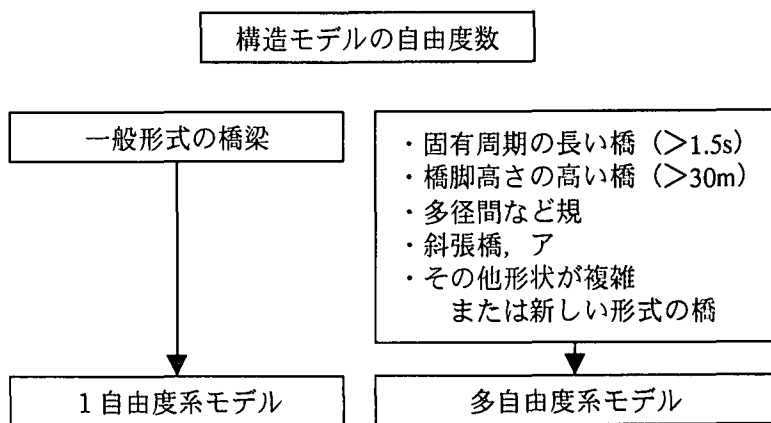 構造モデルの自由度数
一般形式の橋梁
・固有周期の長い橋（＞1.5s）
・橋脚高さの高い橋（＞30m）
・多径間など規
・斜張橋，ア
・その他形状が複雑
または新しい形式の橋
1自由度系モデル
多自由度系モデル